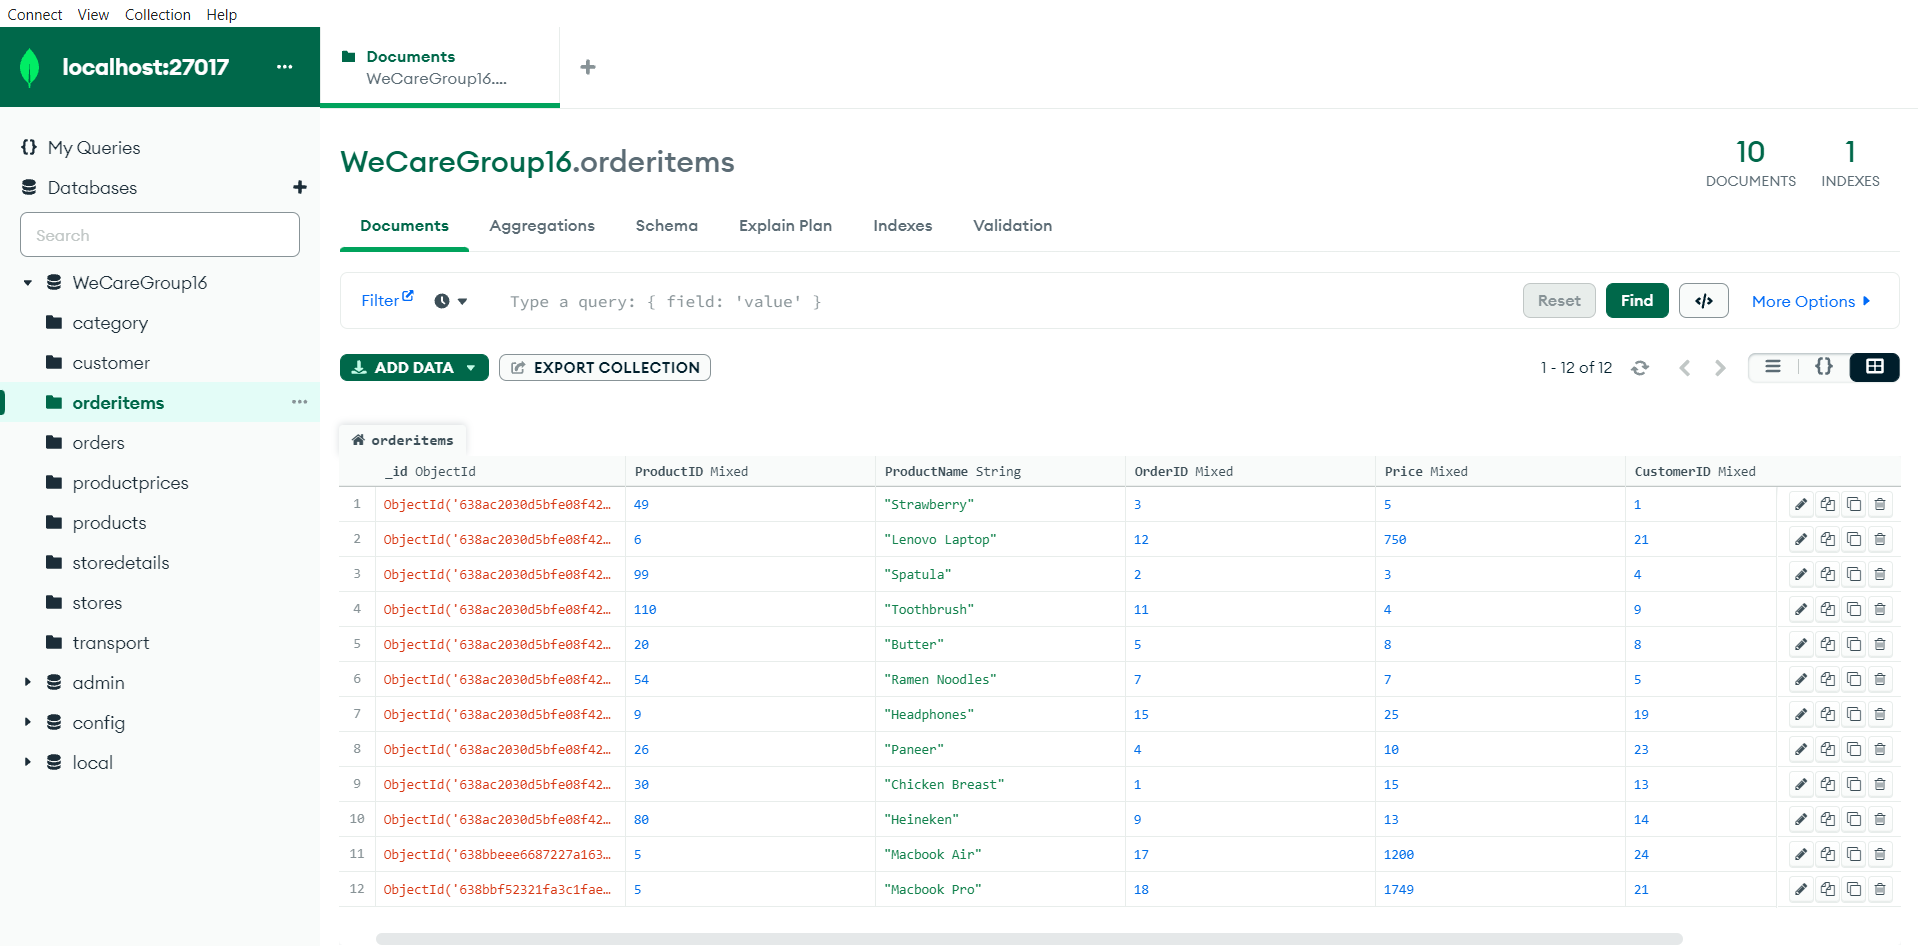 Connect View Collection Help
localhost:27017 ...
Documents
WeCareGroup16....
My Queries
Databases
Search
WeCareGroup16
category
customer
orderitems
orders
productprices
products
storedetails
stores
transport
admin
config
local
WeCareGroup16.orderitems
10
DOCUMENTS
1
INDEXES
Documents Aggregations Schema Explain Plan Indexes Validation
Filter Type a query: { field: 'value' } Reset Find </> More Options
ADD DATA EXPORT COLLECTION 1 - 12 of 12 {}
orderitems
_id ObjectId ProductID Mixed ProductName String OrderID Mixed Price Mixed CustomerID Mixed
1 ObjectId('638ac2030d5bfe08f42… 49 "Strawberry" 3 5 1
2 ObjectId('638ac2030d5bfe08f42… 6 "Lenovo Laptop" 12 750 21
3 ObjectId('638ac2030d5bfe08f42… 99 "Spatula" 2 3 4
4 ObjectId('638ac2030d5bfe08f42… 110 "Toothbrush" 11 4 9
5 ObjectId('638ac2030d5bfe08f42… 20 "Butter" 5 8 8
6 ObjectId('638ac2030d5bfe08f42… 54 "Ramen Noodles" 7 7 5
7 ObjectId('638ac2030d5bfe08f42… 9 "Headphones" 15 25 19
8 ObjectId('638ac2030d5bfe08f42… 26 "Paneer" 4 10 23
9 ObjectId('638ac2030d5bfe08f42… 30 "Chicken Breast" 1 15 13
10 ObjectId('638ac2030d5bfe08f42… 80 "Heineken" 9 13 14
11 ObjectId('638bbeee6687227a163… 5 "Macbook Air" 17 1200 24
12 ObjectId('638bbf52321fa3c1fae… 5 "Macbook Pro" 18 1749 21